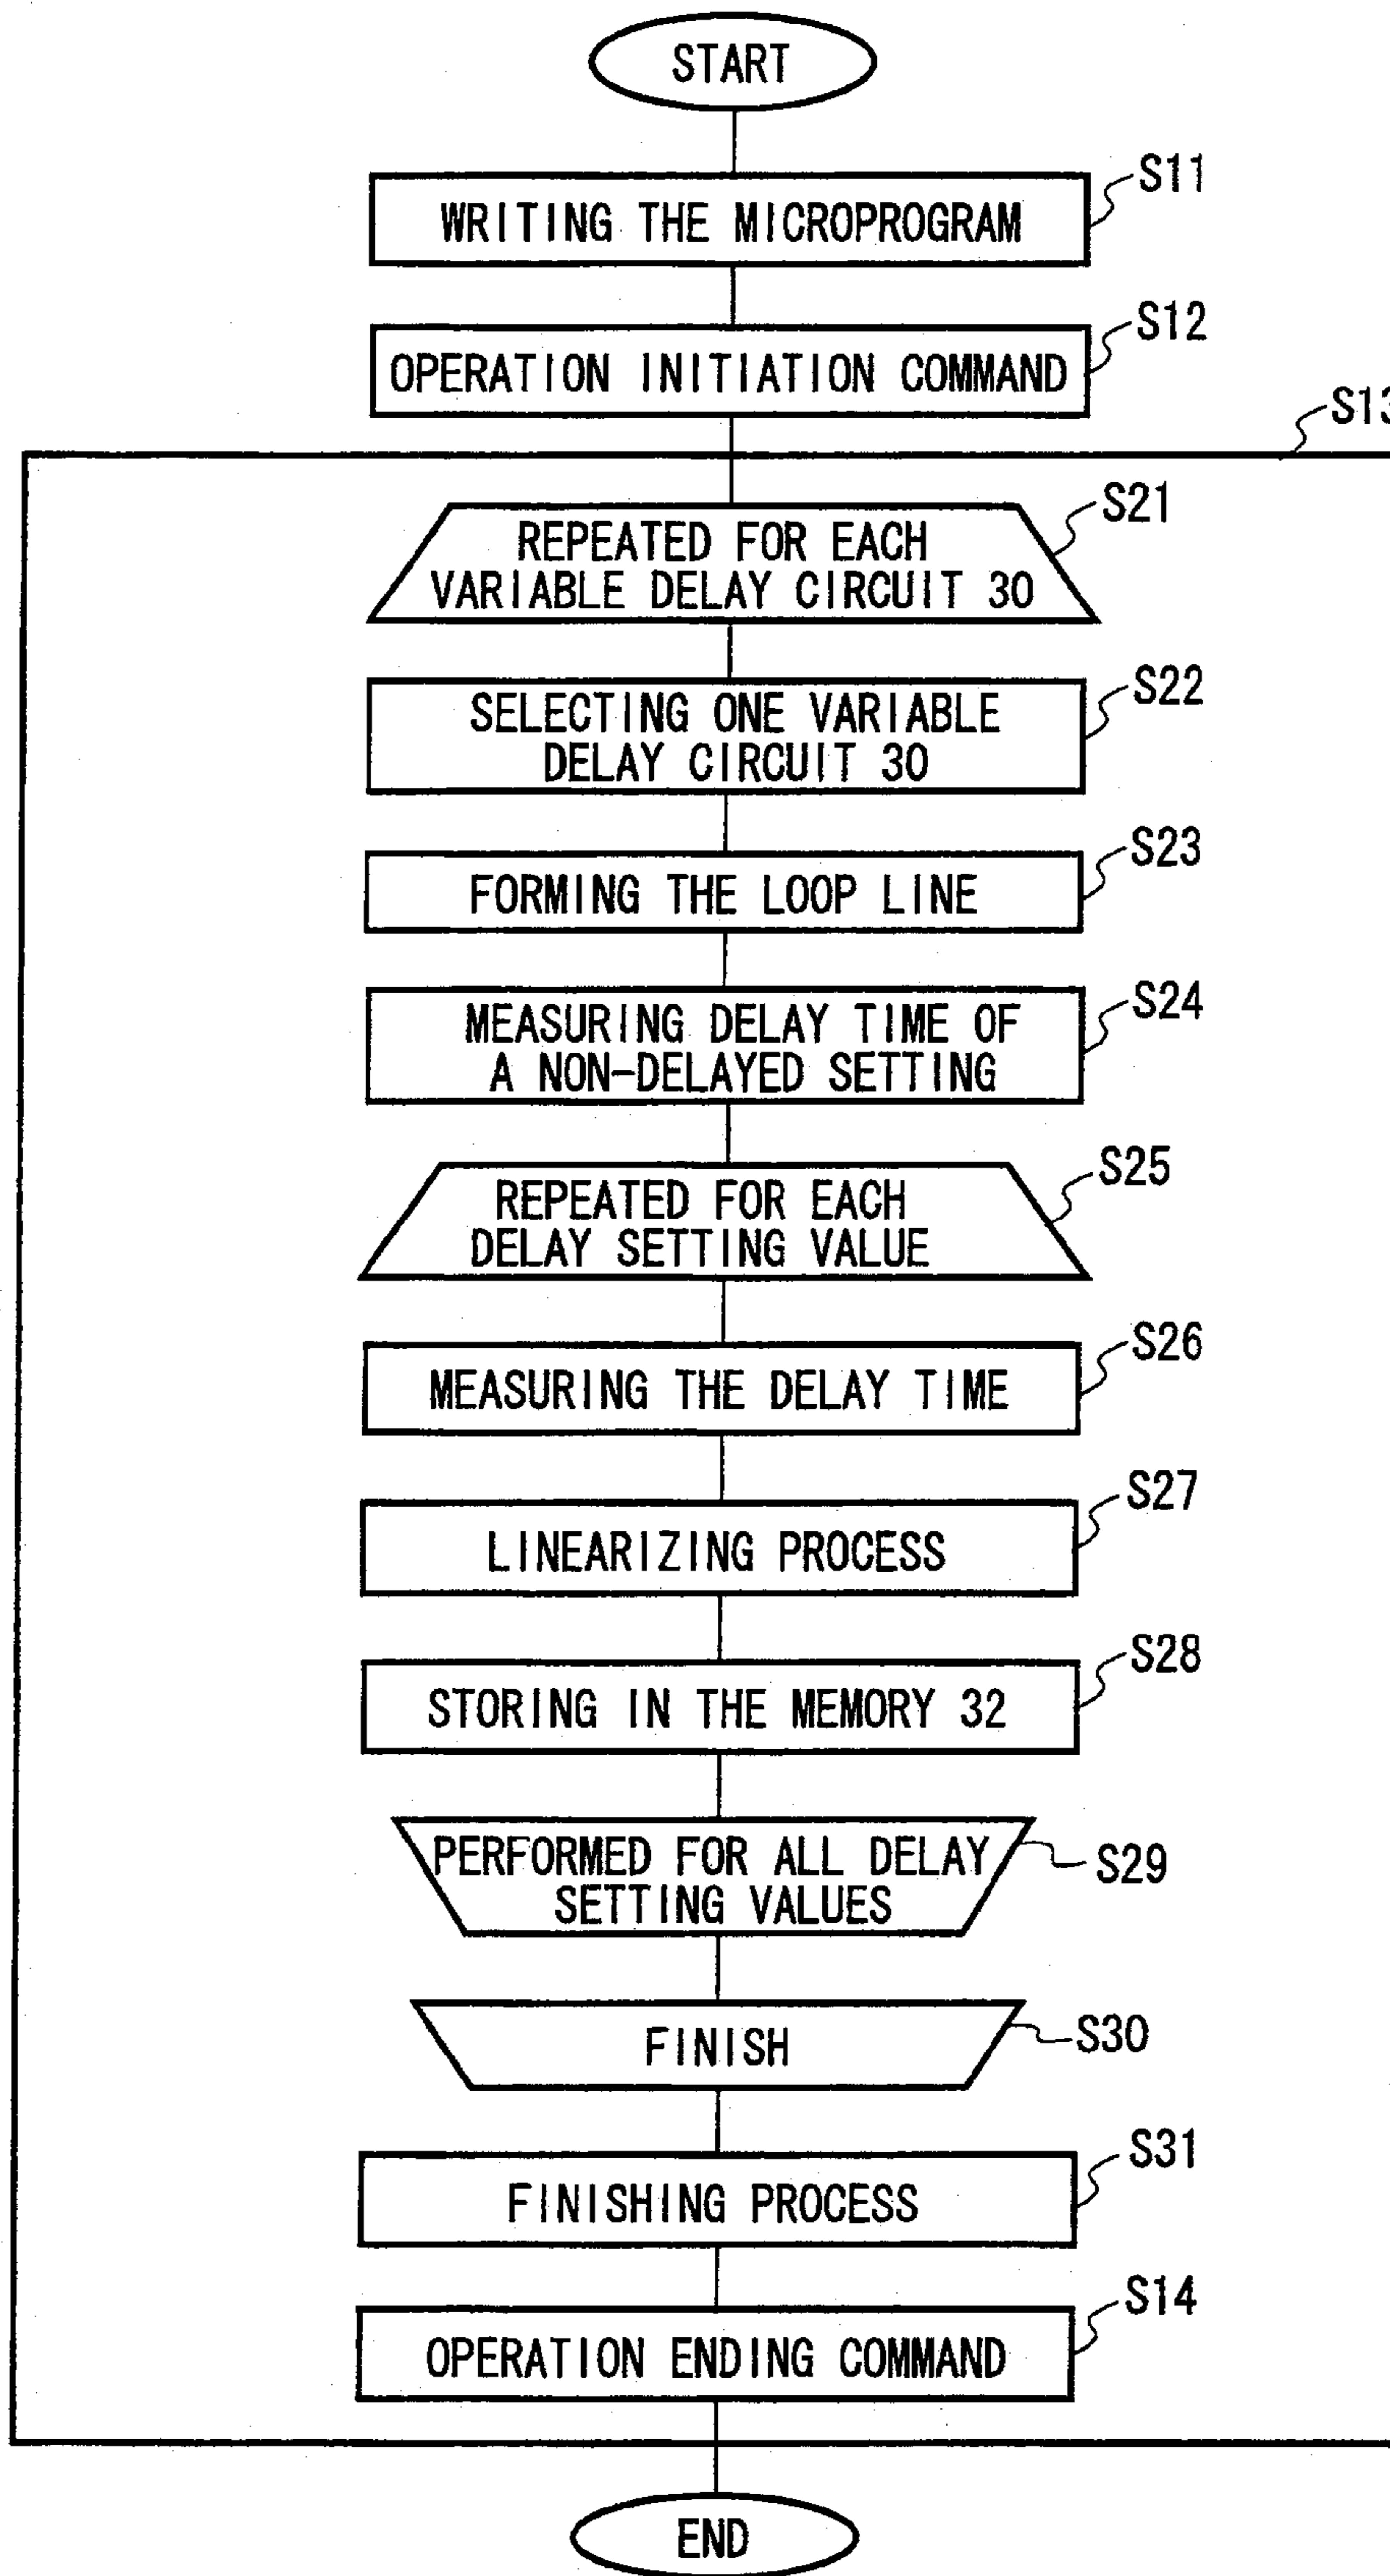 START
S11
WRITING THE MICROPROGRAM
S12
OPERATION INITIATION COMMAND
S13
S21
REPEATED FOR EACH
VARIABLE DELAY CIRCUIT 30
S22
SELECTING ONE VARIABLE
DELAY CIRCUIT 30
S23
FORMING THE LOOP LINE
S24
MEASURING DELAY TIME OF
A NON-DELAYED SETTING
S25
REPEATED FOR EACH
DELAY SETTING VALUE
S26
MEASURING THE DELAY TIME
S27
LINEARIZING PROCESS
S28
STORING IN THE MEMORY 32
PERFORMED FOR ALL DELAY
SETTING VALUES
S29
FINISH
S30
S31
FINISHING PROCESS
S14
OPERATION ENDING COMMAND
END